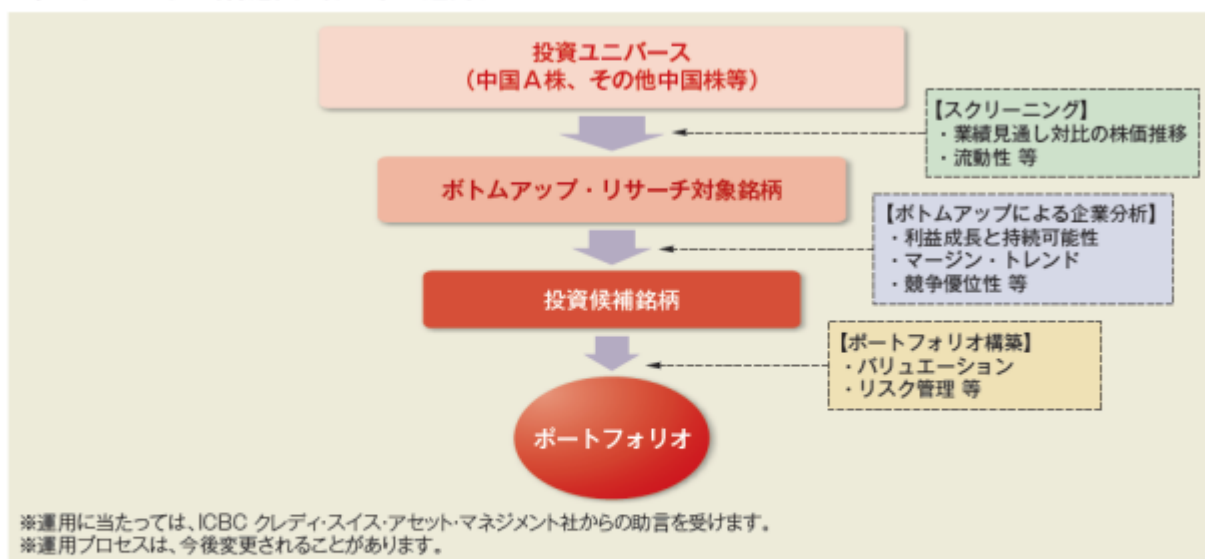 投資ユニバース
（中国A株、その他中国株等）
【スクリーニング】
・業績見通し対比の株価推移
・流動性 等
ボトムアップ・リサーチ対象銘柄
【ボトムアップによる企業分析】
・利益成長と持続可能性
・マージン・トレンド
・競争優位性 等
投資候補銘柄
【ポートフォリオ構築】
・バリュエーション
・リスク管理 等
ポートフォリオ
※運用に当たっては、ICBC クレディ・スイス・アセット・マネジメント社からの助言を受けます。
※運用プロセスは、今後変更されることがあります。